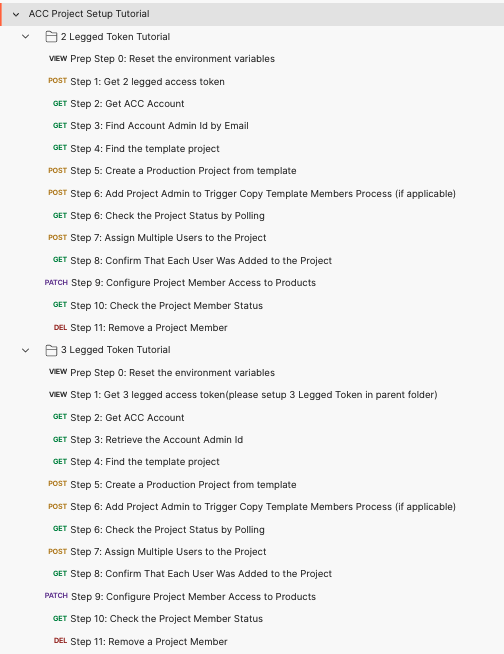 ACC Project Setup Tutorial
2 Legged Token Tutorial
VIEW Prep Step 0: Reset the environment variables
POST Step 1: Get 2 legged access token
GET Step 2: Get ACC Account
GET Step 3: Find Account Admin Id by Email
GET Step 4: Find the template project
POST Step 5: Create a Production Project from template
POST Step 6: Add Project Admin to Trigger Copy Template Members Process (if applicable)
GET Step 6: Check the Project Status by Polling
POST Step 7: Assign Multiple Users to the Project
GET Step 8: Confirm That Each User Was Added to the Project
PATCH Step 9: Configure Project Member Access to Products
GET Step 10: Check the Project Member Status
DEL Step 11: Remove a Project Member
3 Legged Token Tutorial
VIEW Prep Step 0: Reset the environment variables
VIEW Step 1: Get 3 legged access token(please setup 3 Legged Token in parent folder)
GET Step 2: Get ACC Account
GET Step 3: Retrieve the Account Admin Id
GET Step 4: Find the template project
POST Step 5: Create a Production Project from template
POST Step 6: Add Project Admin to Trigger Copy Template Members Process (if applicable)
GET Step 6: Check the Project Status by Polling
POST Step 7: Assign Multiple Users to the Project
GET Step 8: Confirm That Each User Was Added to the Project
PATCH Step 9: Configure Project Member Access to Products
GET Step 10: Check the Project Member Status
DEL Step 11: Remove a Project Member